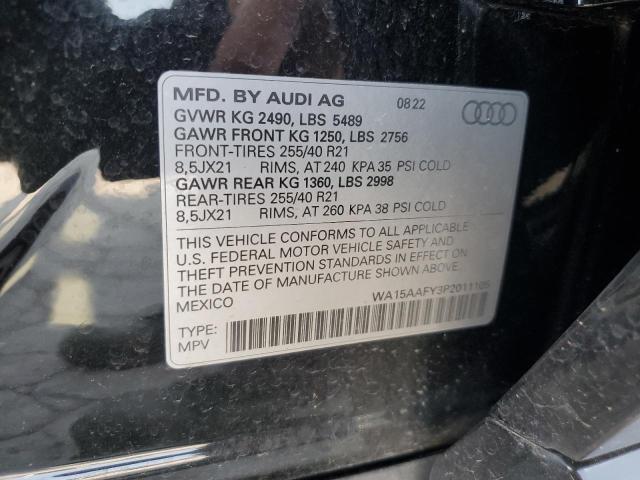 MFD. BY AUDI AG 08 22
GVWR KG 2490, LBS 5489
GAWR FRONT KG 1250, LBS 2756
FRONT-TIRES 255/40 R21
8,5JX21 RIMS, AT 240 KPA 35 PSI COLD
GAWR REAR KG 1360, LBS 2998
REAR-TIRES 255/40 R21
8,5JX21 RIMS, AT 260 KPA 38 PSI COLD
THIS VEHICLE CONFORMS TO ALL APPLICABLE
U.S. FEDERAL MOTOR VEHICLE SAFETY AND
THEFT PREVENTION STANDARDS IN EFFECT ON
THE DATE OF MANUFACTURE SHOWN ABOVE.
MEXICO
WA15AAFY3P2011105
TYPE:
MPV